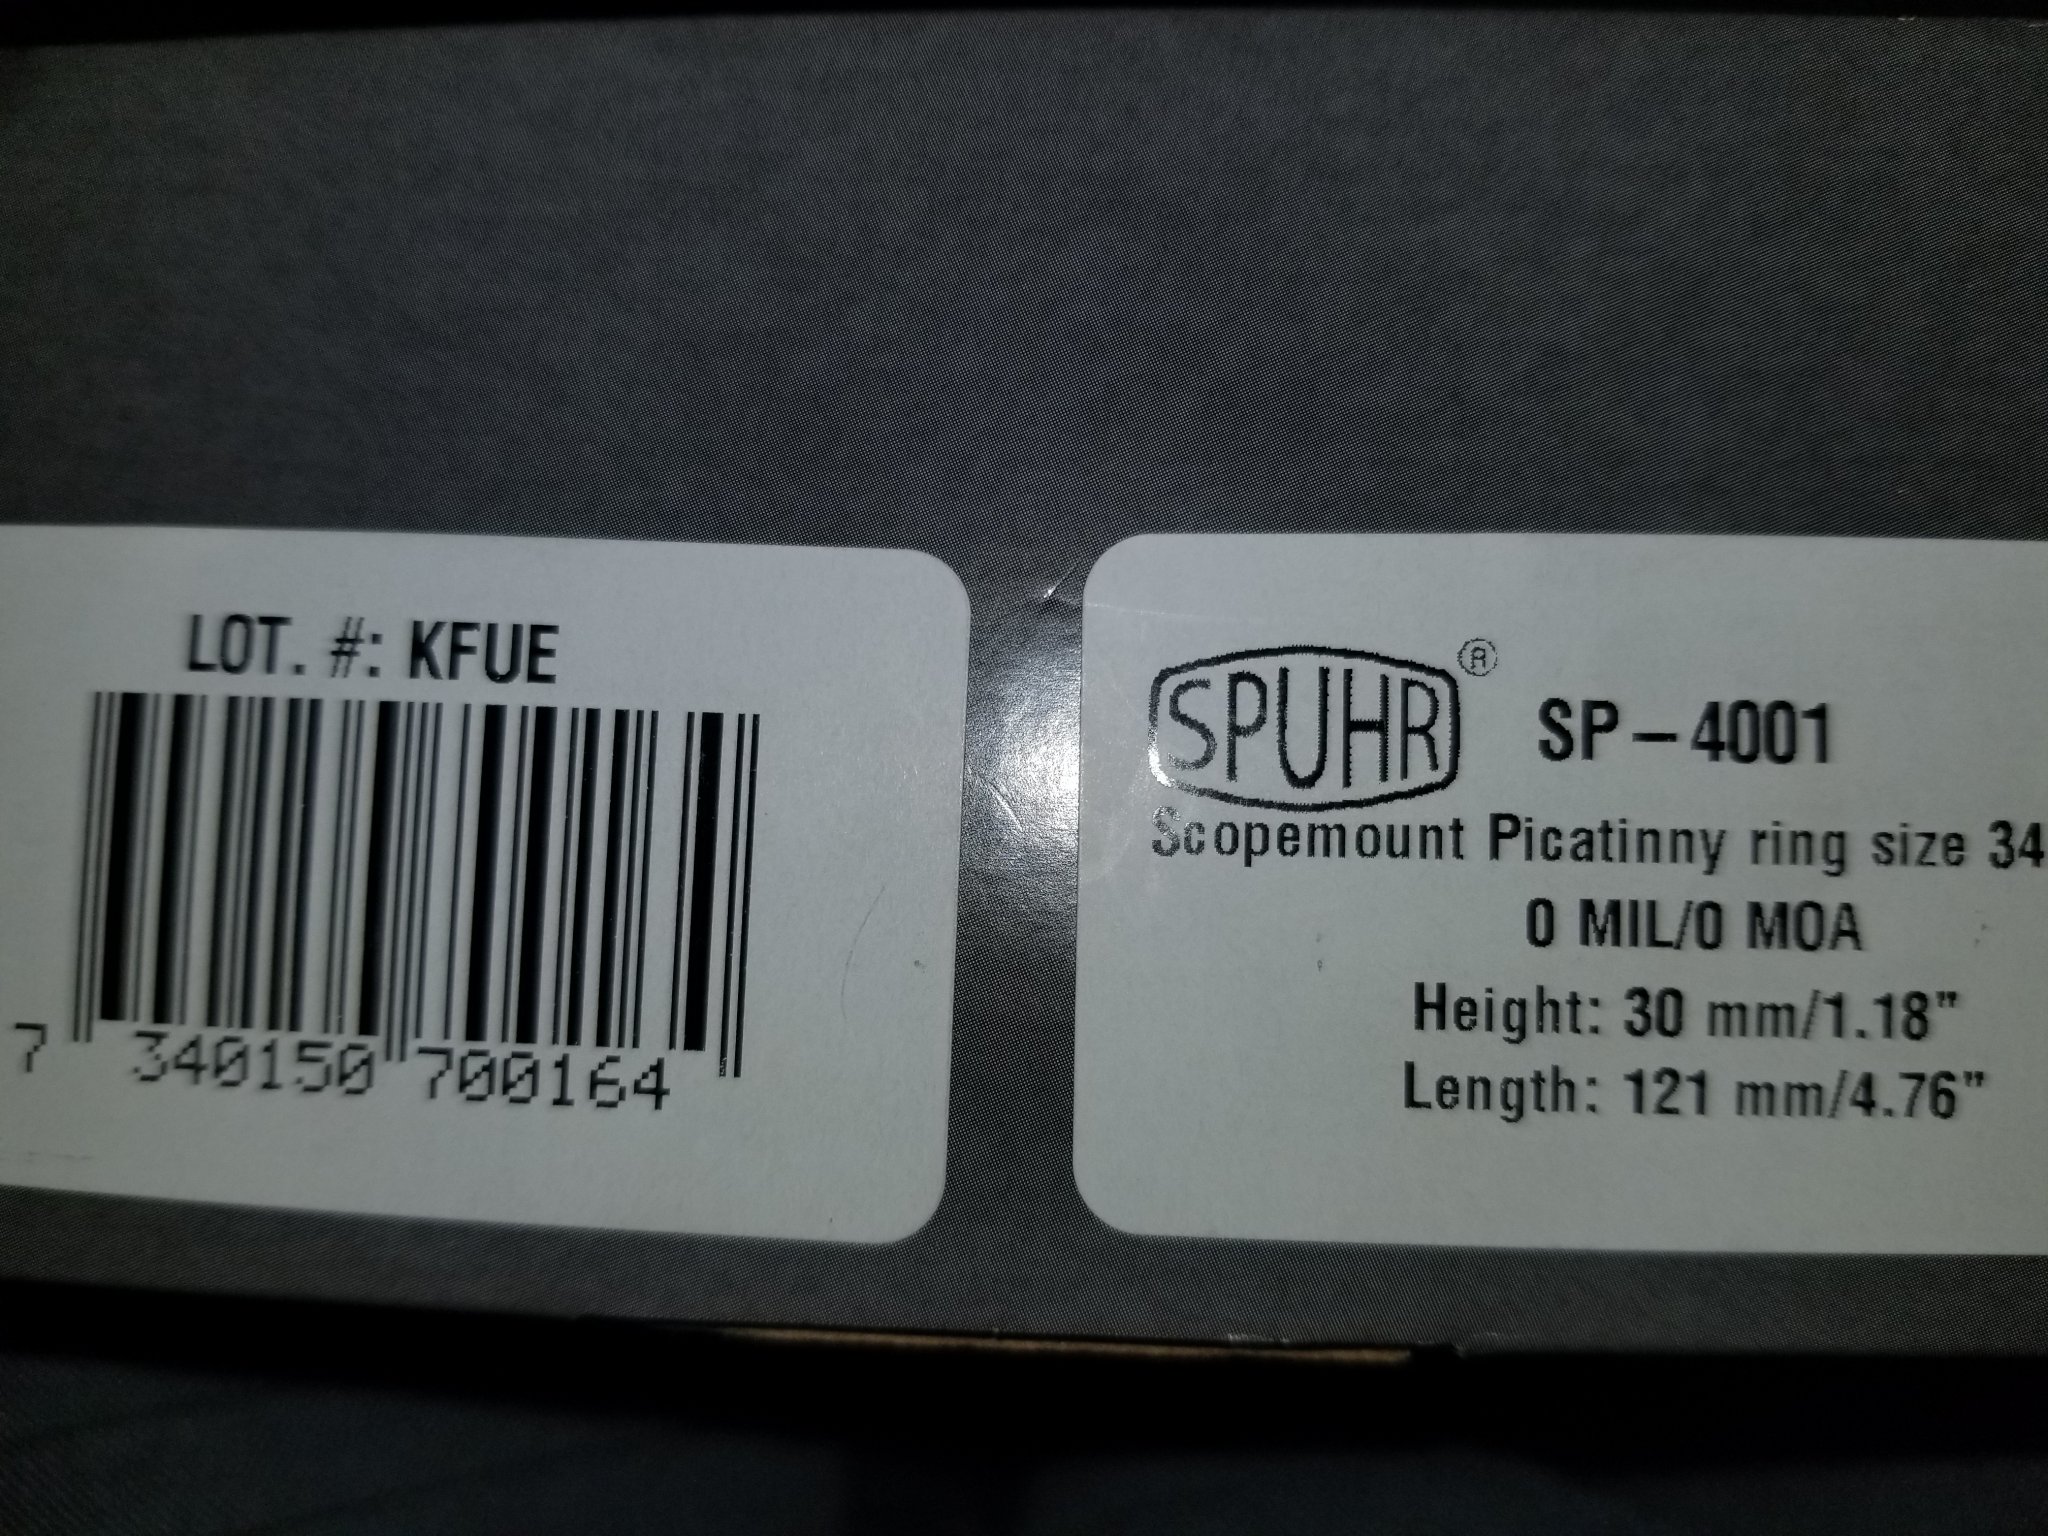 LOT. #: KFUE
7 340150 700164
SPUHR® SP-4001
Scopemount Picatinny ring size 34
0 MIL/0 MOA
Height: 30 mm/1.18"
Length: 121 mm/4.76"